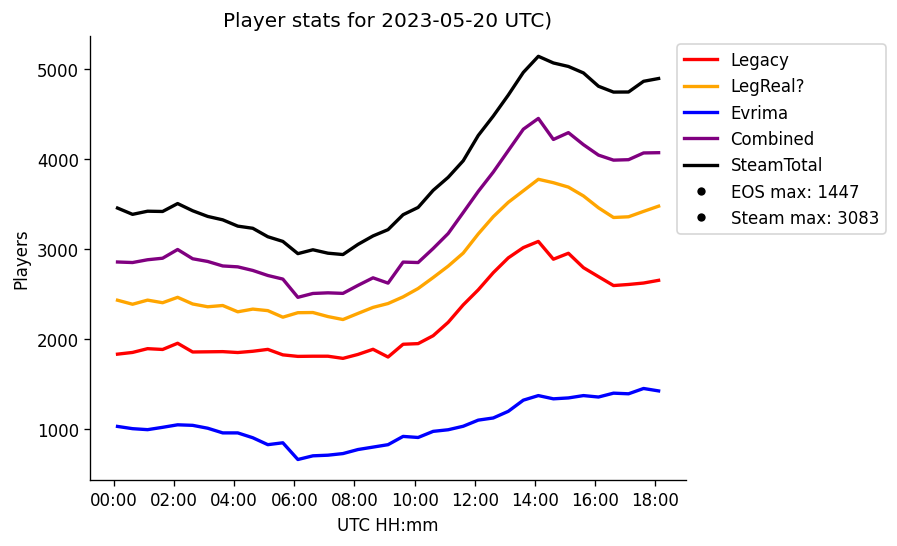 Player stats for 2023-05-20 UTC)
Legacy
LegReal?
Evrima
Combined
SteamTotal
EOS max: 1447
Steam max: 3083
5000
4000
3000
2000
1000
Players
00:00 02:00 04:00 06:00 08:00 10:00 12:00 14:00 16:00 18:00
UTC HH:mm